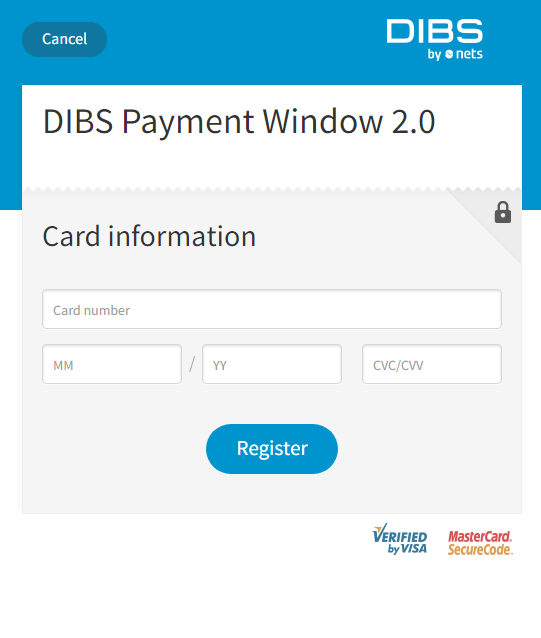 Cancel
DIBS
by nets
DIBS Payment Window 2.0
Card information
Card number
MM / YY CVC/CVV
Register
VERIFIED
by VISA
MasterCard.
SecureCode.